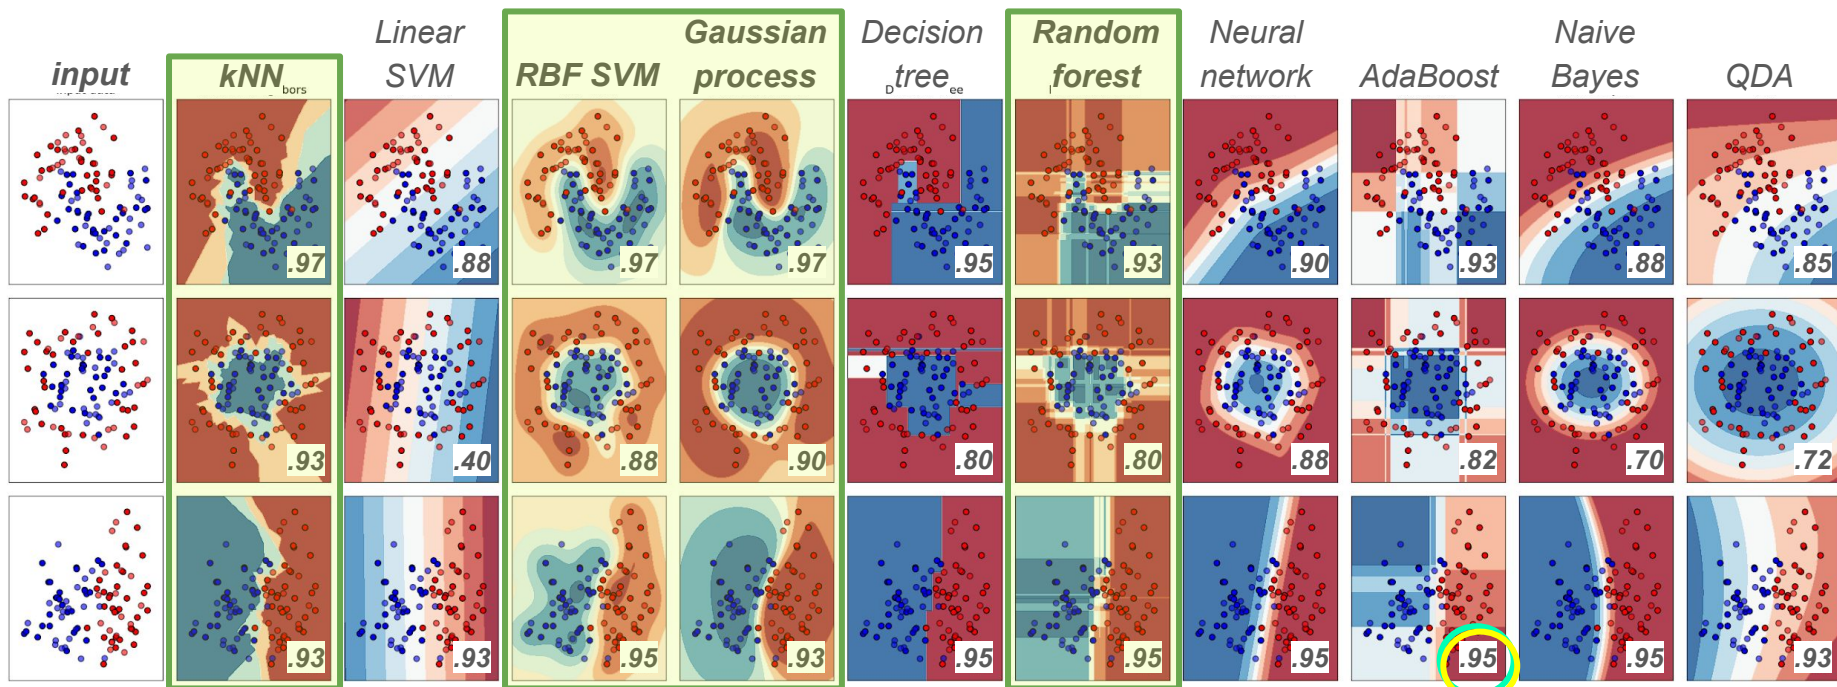 Linear Gaussian Decision Random Neural Naive
input kNN SVM RBF SVM process tree forest network AdaBoost Bayes QDA
bors D ee
.97 .88 .97 .97 .95 .93 .90 .93 .88 .85
.93 .40 .88 .90 .80 .80 .88 .82 .70 .72
.93 .93 .95 .93 .95 .95 .95 .95 .95 .93